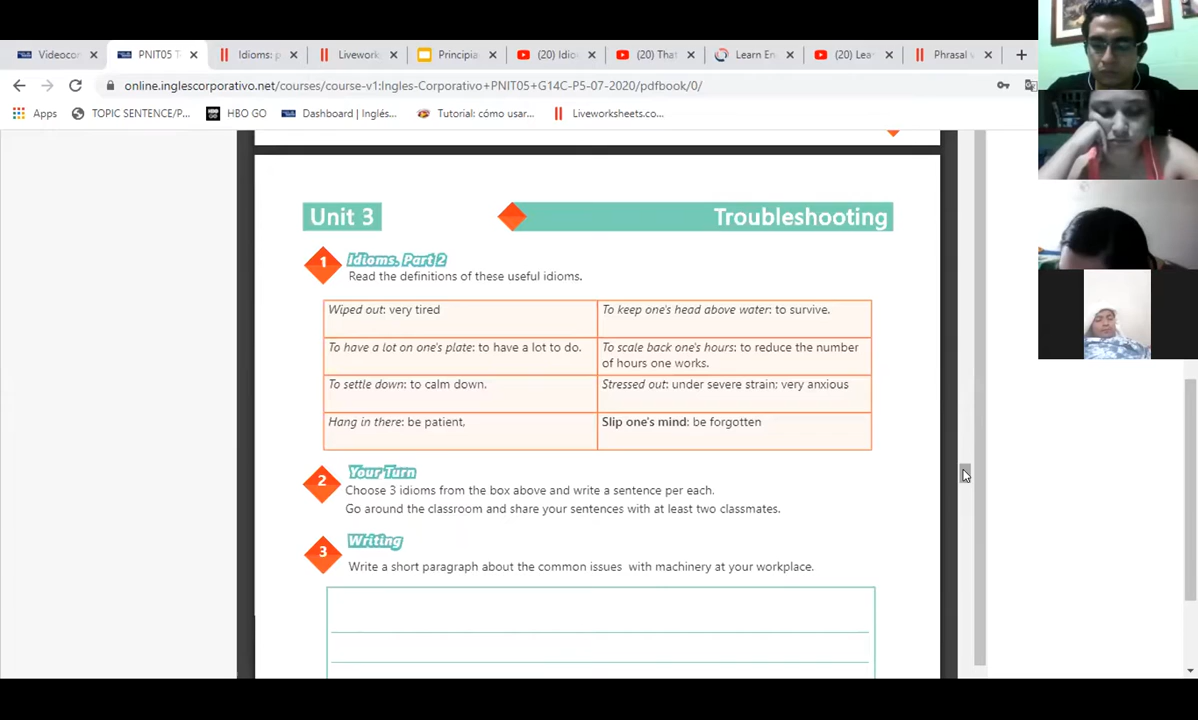 Videocor
PNIT05 T
Idioms: p
Livework
Principia
(20) Idio
(20) That
Learn En
(20) Lea
Phrasal v
online.inglescorporativo.net/courses/course-v1:Ingles-Corporativo+PNIT05+G14C-P5-07-2020/pdfbook/0/
Apps
TOPIC SENTENCE/P...
HBO GO
Dashboard | Inglés...
Tutorial: cómo usar...
Liveworksheets.co...
Unit 3
Troubleshooting
1
Idioms. Part 2
Read the definitions of these useful idioms.
Wiped out: very tired
To keep one's head above water: to survive.
To have a lot on one's plate: to have a lot to do.
To scale back one's hours: to reduce the number
of hours one works.
To settle down: to calm down.
Stressed out: under severe strain; very anxious
Hang in there: be patient,
Slip one's mind: be forgotten
2
Your Turn
Choose 3 idioms from the box above and write a sentence per each.
Go around the classroom and share your sentences with at least two classmates.
3
Writing
Write a short paragraph about the common issues with machinery at your workplace.